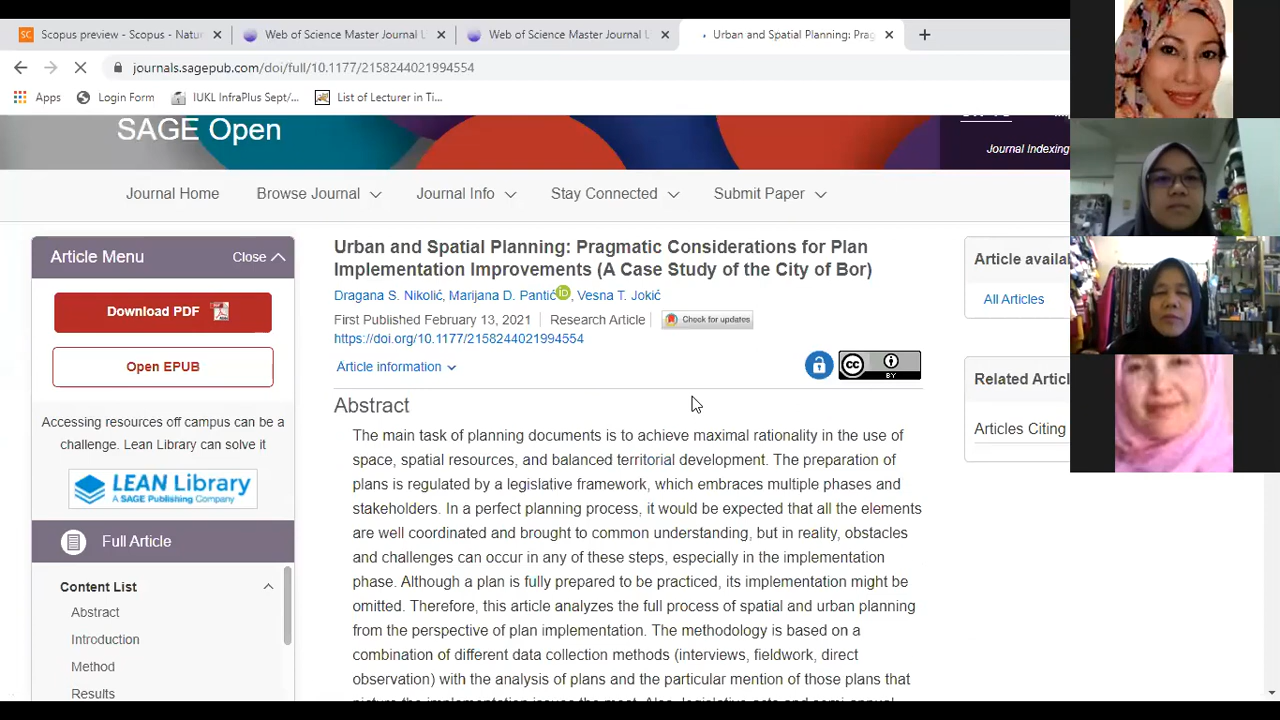 Scopus preview - Scopus - Natu
Web of Science Master Journal L
Web of Science Master Journal L
Urban and Spatial Planning: Prag
journals.sagepub.com/doi/full/10.1177/2158244021994554
Apps
Login Form
IUKL InfraPlus Sept/...
List of Lecturer in Ti...
SAGE Open
Journal Indexing
Journal Home
Browse Journal
Journal Info
Stay Connected
Submit Paper
Article Menu
Close
Download PDF
Open EPUB
Accessing resources off campus can be a
challenge. Lean Library can solve it
LEAN Library
A SAGE Publishing Company
Full Article
Content List
Abstract
Introduction
Method
Results
Urban and Spatial Planning: Pragmatic Considerations for Plan
Implementation Improvements (A Case Study of the City of Bor)
Dragana S. Nikolić, Marijana D. Pantić iD, Vesna T. Jokić
First Published February 13, 2021 Research Article Check for updates
https://doi.org/10.1177/2158244021994554
Article information
cc BY
Abstract
The main task of planning documents is to achieve maximal rationality in the use of
space, spatial resources, and balanced territorial development. The preparation of
plans is regulated by a legislative framework, which embraces multiple phases and
stakeholders. In a perfect planning process, it would be expected that all the elements
are well coordinated and brought to common understanding, but in reality, obstacles
and challenges can occur in any of these steps, especially in the implementation
phase. Although a plan is fully prepared to be practiced, its implementation might be
omitted. Therefore, this article analyzes the full process of spatial and urban planning
from the perspective of plan implementation. The methodology is based on a
combination of different data collection methods (interviews, fieldwork, direct
observation) with the analysis of plans and the particular mention of those plans that
Article availa
All Articles
Related Artic
Articles Citing